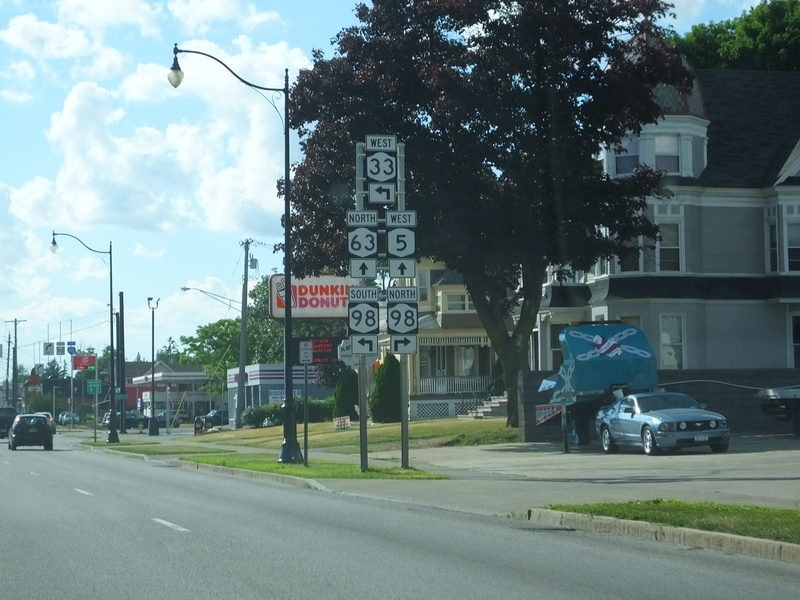 WEST
33
NORTH
63
WEST
5
SOUTH
98
NORTH
98
DUNKIN'
DONUTS